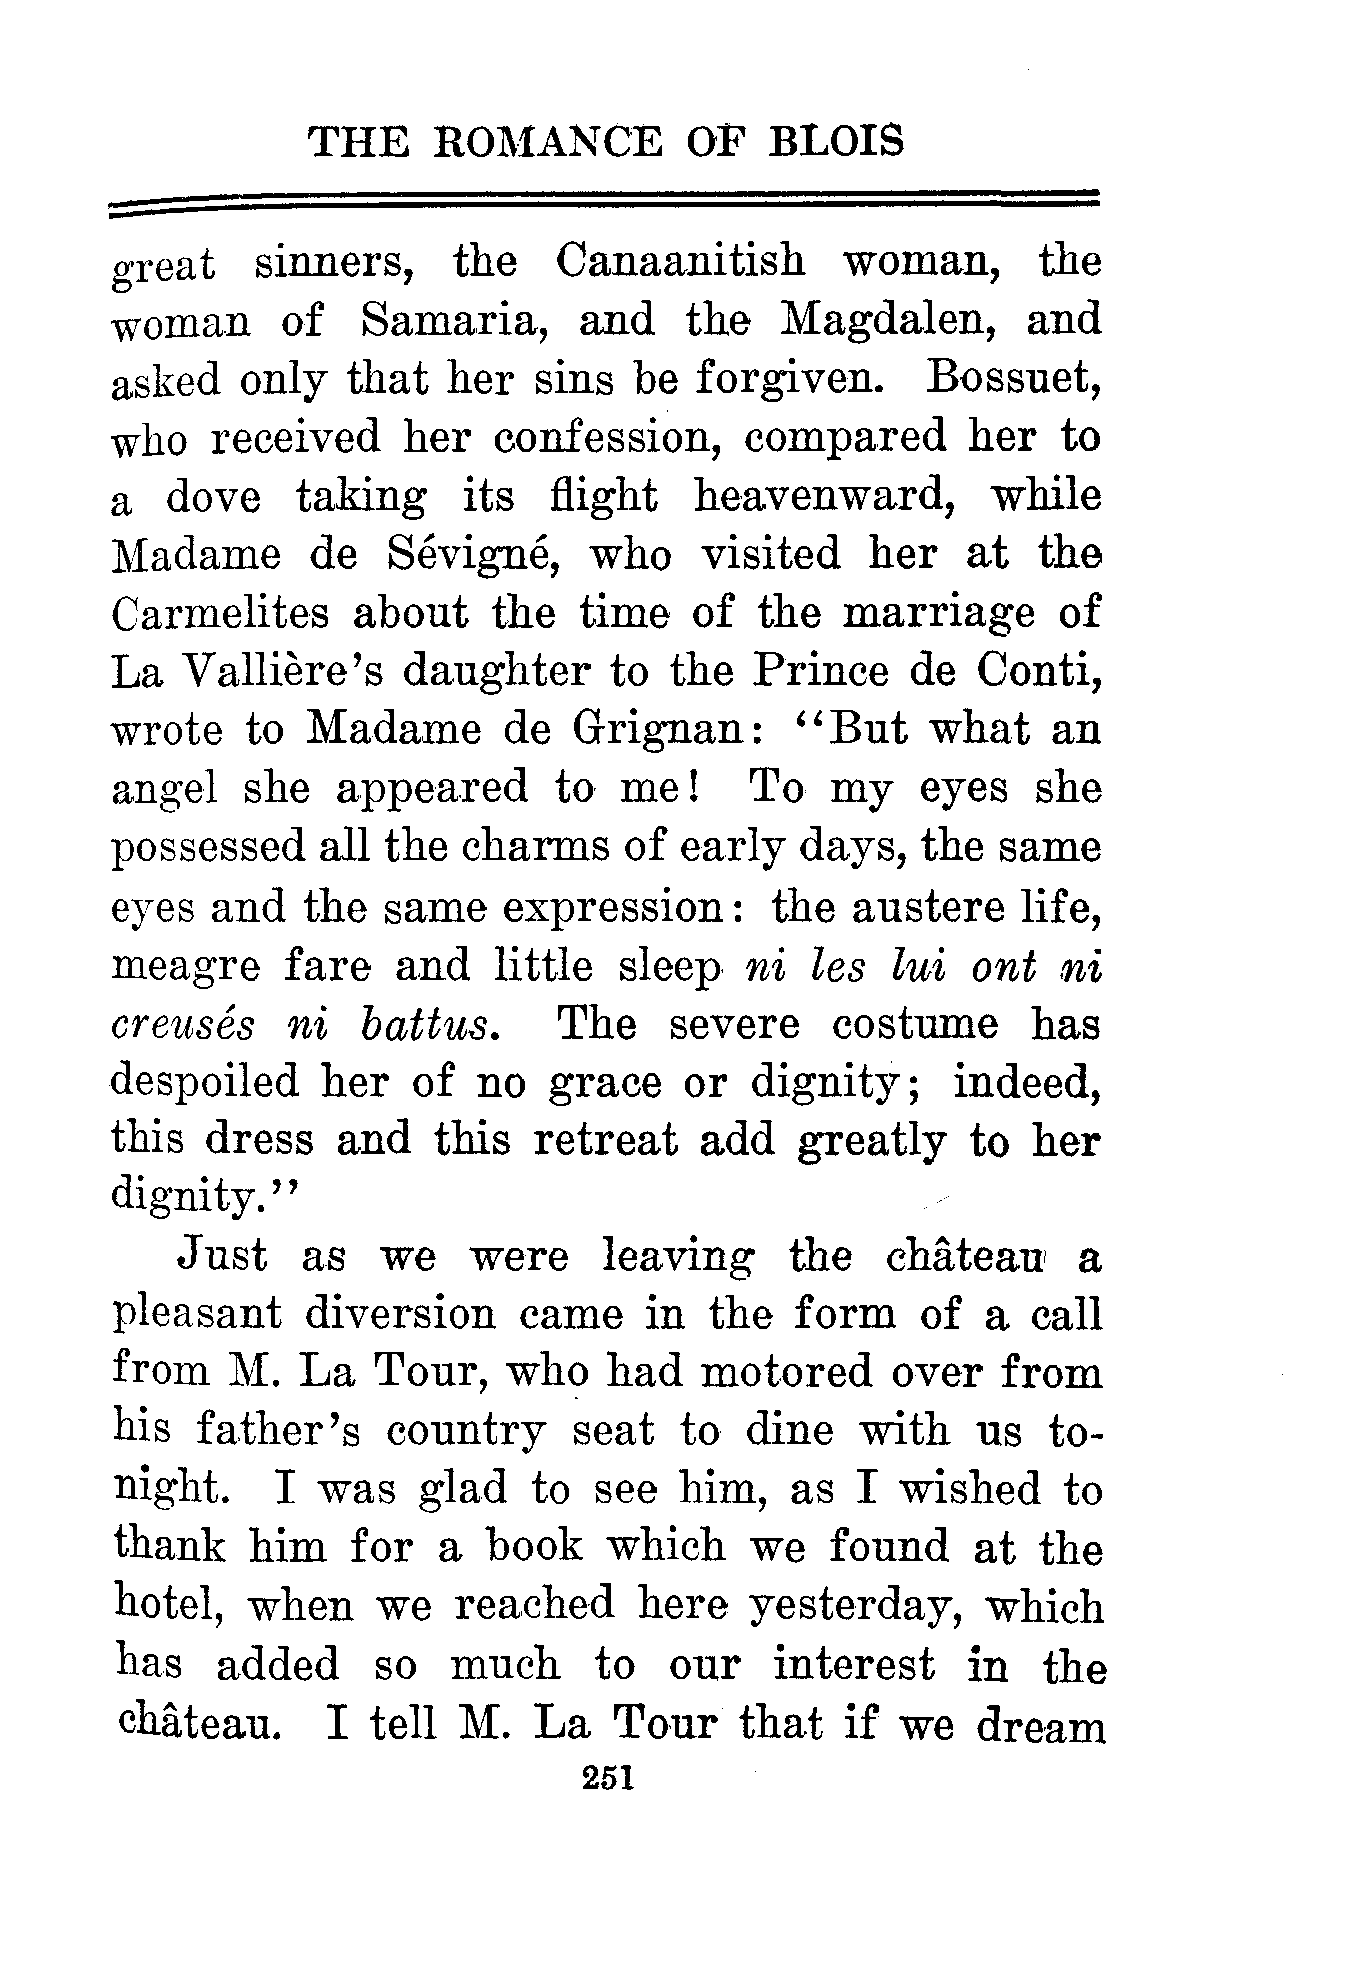 THE ROMANCE OF BLOIS
great sinners, the Canaanitish woman, the
woman of Samaria, and the Magdalen, and
asked only that her sins be forgiven. Bossuet,
who received her confession, compared her to
a dove taking its flight heavenward, while
Madame de Sévigné, who visited her at the
Carmelites about the time of the marriage of
La Vallière's daughter to the Prince de Conti,
wrote to Madame de Grignan: "But what an
angel she appeared to me! To my eyes she
possessed all the charms of early days, the same
eyes and the same expression: the austere life,
meagre fare and little sleep ni les lui ont ni
creusés ni battus. The severe costume has
despoiled her of no grace or dignity; indeed,
this dress and this retreat add greatly to her
dignity."
Just as we were leaving the château a
pleasant diversion came in the form of a call
from M. La Tour, who had motored over from
his father's country seat to dine with us to-
night. I was glad to see him, as I wished to
thank him for a book which we found at the
hotel, when we reached here yesterday, which
has added so much to our interest in the
château. I tell M. La Tour that if we dream
251